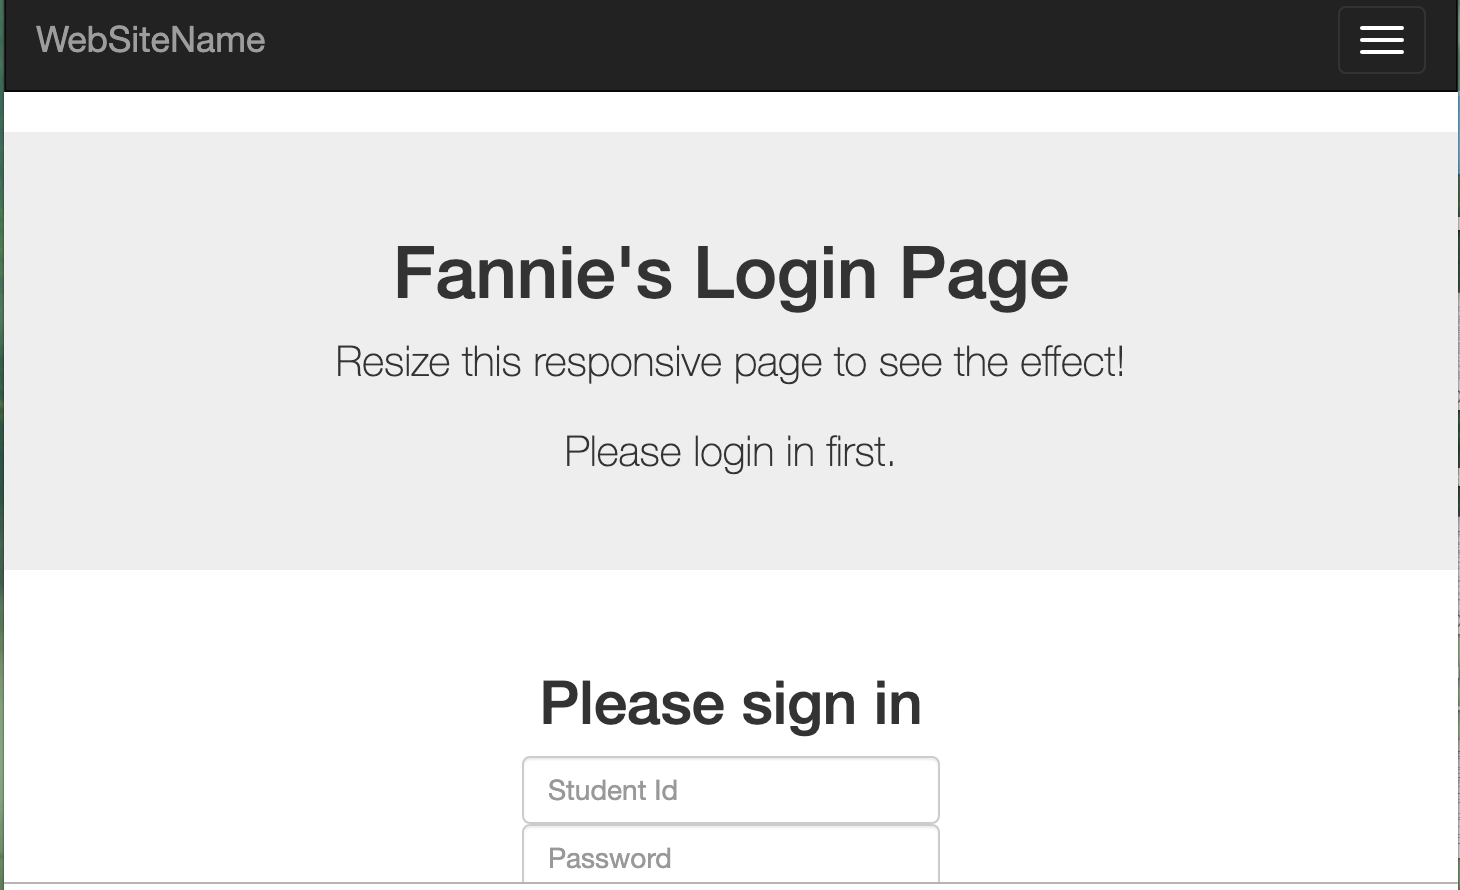 WebSiteName
Fannie's Login Page
Resize this responsive page to see the effect!
Please login in first.
Please sign in
Student Id
Password